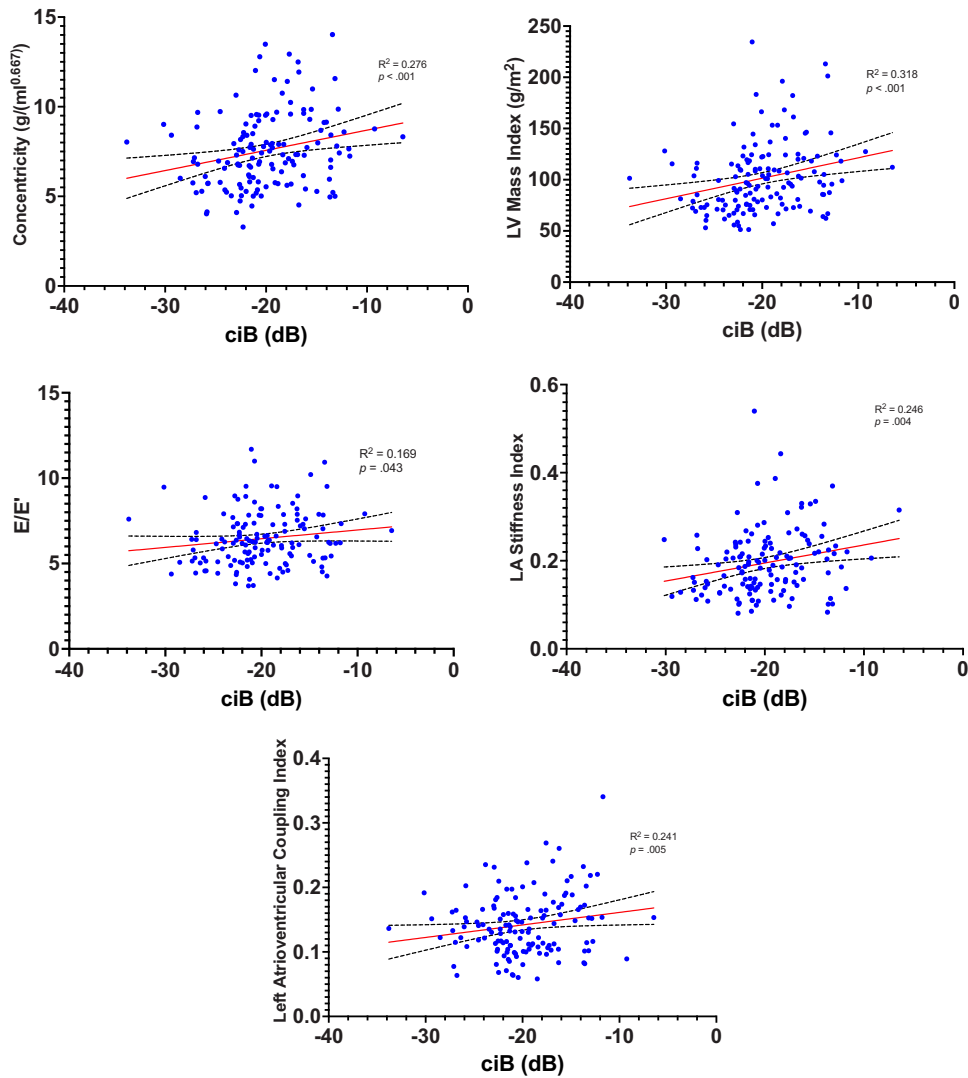 Concentricity (g/(ml^0.667))
15
10
5
0
R² = 0.276
p < .001
-40 -30 -20 -10 0
ciB (dB)
LV Mass Index (g/m²)
250
200
150
100
50
0
R² = 0.318
p < .001
-40 -30 -20 -10 0
ciB (dB)
E/E'
15
10
5
0
R² = 0.169
p = .043
-40 -30 -20 -10 0
ciB (dB)
LA Stiffness Index
0.6
0.4
0.2
0.0
R² = 0.246
p = .004
-40 -30 -20 -10 0
ciB (dB)
Left Atrioventricular Coupling Index
0.4
0.3
0.2
0.1
0.0
R² = 0.241
p = .005
-40 -30 -20 -10 0
ciB (dB)